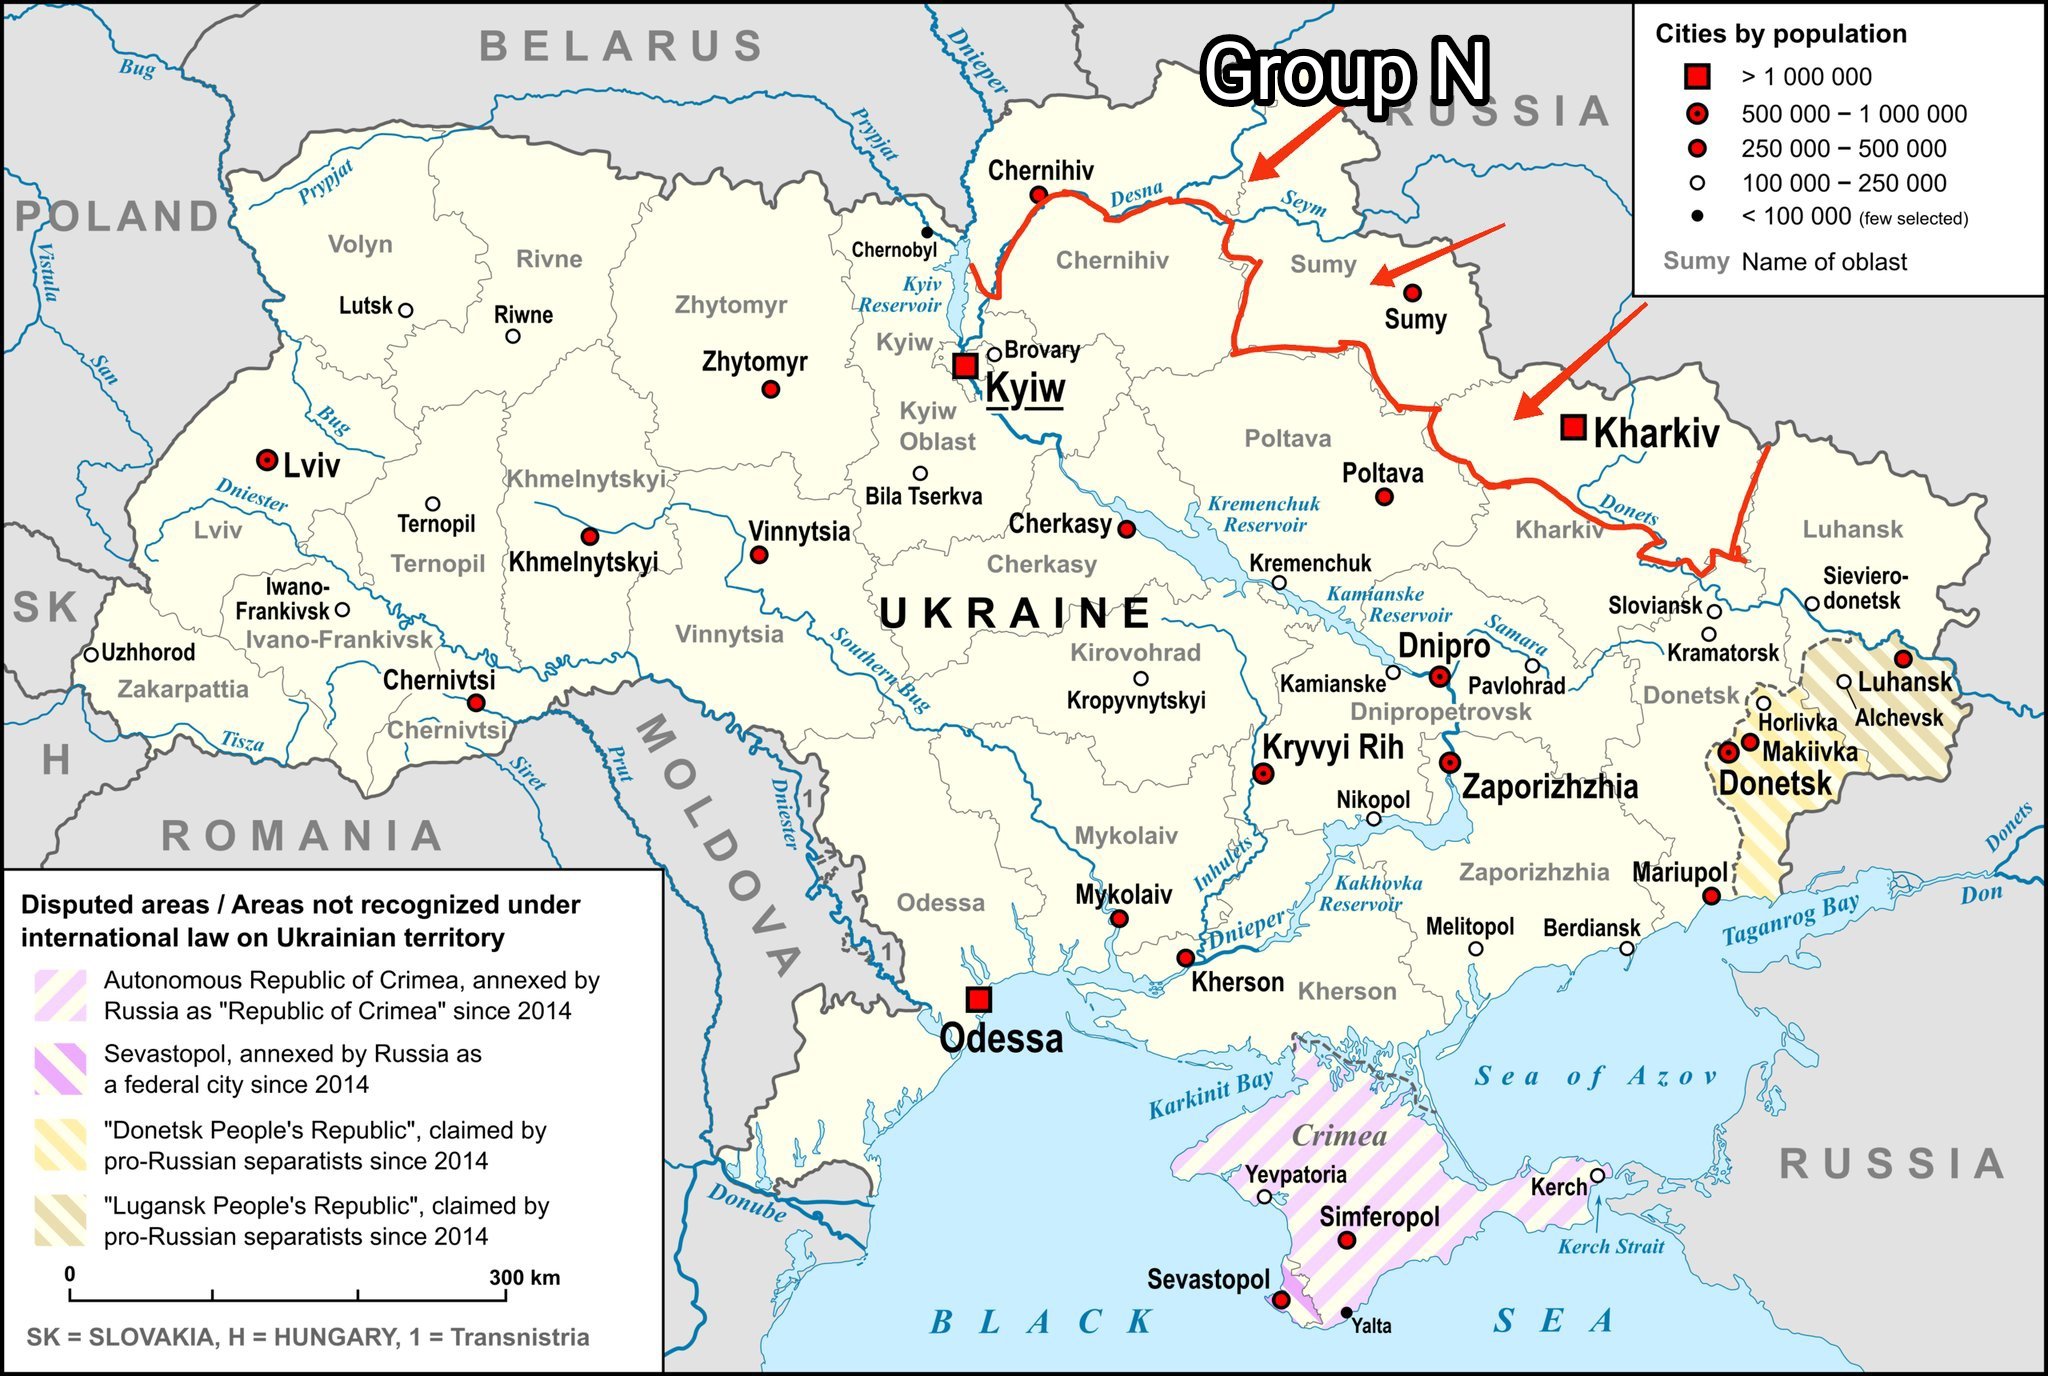 BELARUS
Group N
RUSSIA
Cities by population
> 1 000 000
500 000 – 1 000 000
250 000 – 500 000
100 000 – 250 000
< 100 000 (few selected)
Sumy Name of oblast
Bug
Dnieper
Prypjat
Prypjat
POLAND
Vistula
San
Bug
Chernihiv
Desna
Seym
Volyn
Rivne
Chernobyl
Kyiv
Reservoir
Chernihiv
Sumy
Sumy
Lutsk
Riwne
Zhytomyr
Zhytomyr
Kyiw
Brovary
Kyiw
Kyiw
Oblast
Bila Tserkva
Poltava
Poltava
Kharkiv
Kharkiv
Donets
Luhansk
Lviv
Dniester
Lviv
Ternopil
Ternopil
Khmelnytskyi
Khmelnytskyi
Vinnytsia
Vinnytsia
Cherkasy
Cherkasy
Kremenchuk
Reservoir
Kremenchuk
Kamianske
Reservoir
SK
Iwano-
Frankivsk
Ivano-Frankivsk
UKRAINE
Sloviansk
Kramatorsk
Sieviero-
donetsk
Uzhhorod
Zakarpattia
Chernivtsi
Chernivtsi
Tisza
H
Siret
Prut
MOLDOVA
Southern Bug
Kirovohrad
Kropyvnytskyi
Dnipro
Samara
Kamianske
Pavlohrad
Dnipropetrovsk
Donetsk
Luhansk
Alchevsk
Horlivka
Makiivka
Donetsk
Kryvyi Rih
Zaporizhzhia
Nikopol
Dniester
1
1
ROMANIA
Mykolaiv
Mykolaiv
Inhulets
Kakhovka
Reservoir
Zaporizhzhia
Mariupol
Donets
Don
Taganrog Bay
Odessa
Odessa
Dnieper
Kherson
Kherson
Melitopol
Berdiansk
Sea of Azov
Karkinit Bay
Crimea
Yevpatoria
Simferopol
Sevastopol
Yalta
Kerch
Kerch Strait
RUSSIA
Donube
BLACK SEA
Disputed areas / Areas not recognized under
international law on Ukrainian territory
Autonomous Republic of Crimea, annexed by
Russia as "Republic of Crimea" since 2014
Sevastopol, annexed by Russia as
a federal city since 2014
"Donetsk People's Republic", claimed by
pro-Russian separatists since 2014
"Lugansk People's Republic", claimed by
pro-Russian separatists since 2014
0 300 km
SK = SLOVAKIA, H = HUNGARY, 1 = Transnistria